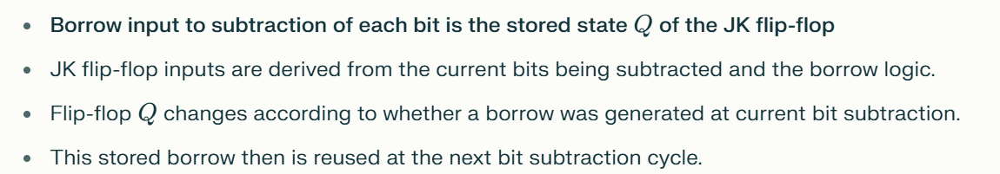 • Borrow input to subtraction of each bit is the stored state Q of the JK flip-flop
• JK flip-flop inputs are derived from the current bits being subtracted and the borrow logic.
• Flip-flop Q changes according to whether a borrow was generated at current bit subtraction.
• This stored borrow then is reused at the next bit subtraction cycle.